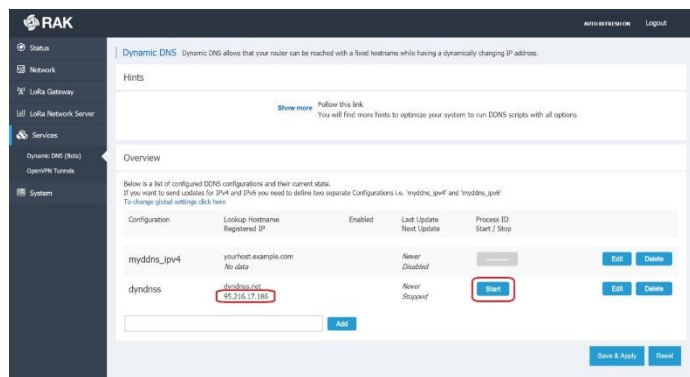 RAK
AUTO REFRESH ON Logout
Status
Network
LoRa Gateway
LoRa Network Server
Services
Dynamic DNS (Beta)
OpenVPN Tunnels
System
Dynamic DNS Dynamic DNS allows that your router can be reached with a fixed hostname while having a dynamically changing IP address.
Hints
Show more Follow this link
You will find more hints to optimize your system to run DDNS scripts with all options
Overview
Below is a list of configured DDNS configurations and their current state.
If you want to send updates for IPv4 and IPv6 you need to define two separate Configurations i.e. 'myddns_ipv4' and 'myddns_ipv6'
To change global settings click here
Configuration Lookup Hostname Enabled Last Update Process ID
Registered IP Next Update Start / Stop
myddns_ipv4 yourhost.example.com Never Edit Delete
No data Disabled
dyndnss dyndnss.net Never Start Edit Delete
95.216.17.186 Stopped
Add
Save & Apply Reset